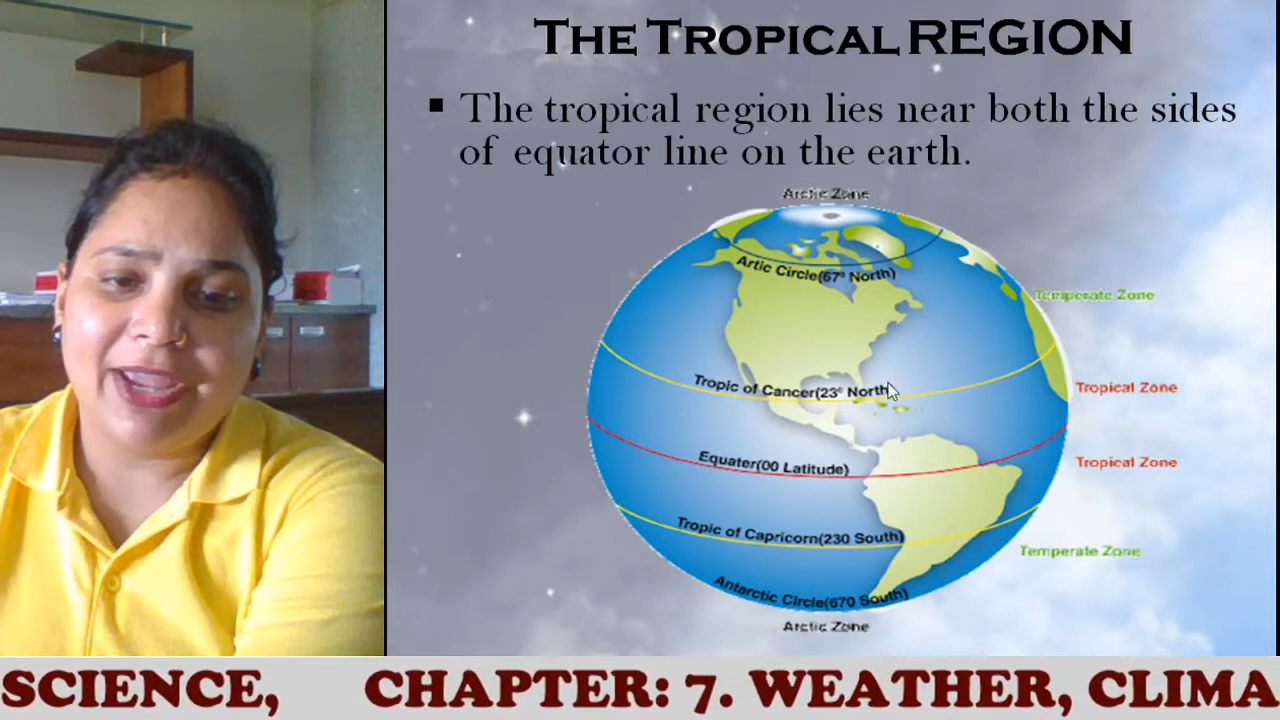 THE TROPICAL REGION
▪ The tropical region lies near both the sides
of equator line on the earth.
Arctic Zone
Artic Circle(67° North)
Temperate Zone
Tropic of Cancer(23° North)
Tropical Zone
Equater(00 Latitude)
Tropical Zone
Tropic of Capricorn(230 South)
Temperate Zone
Antarctic Circle(670 South)
Arctic Zone
SCIENCE, CHAPTER: 7. WEATHER, CLIMA